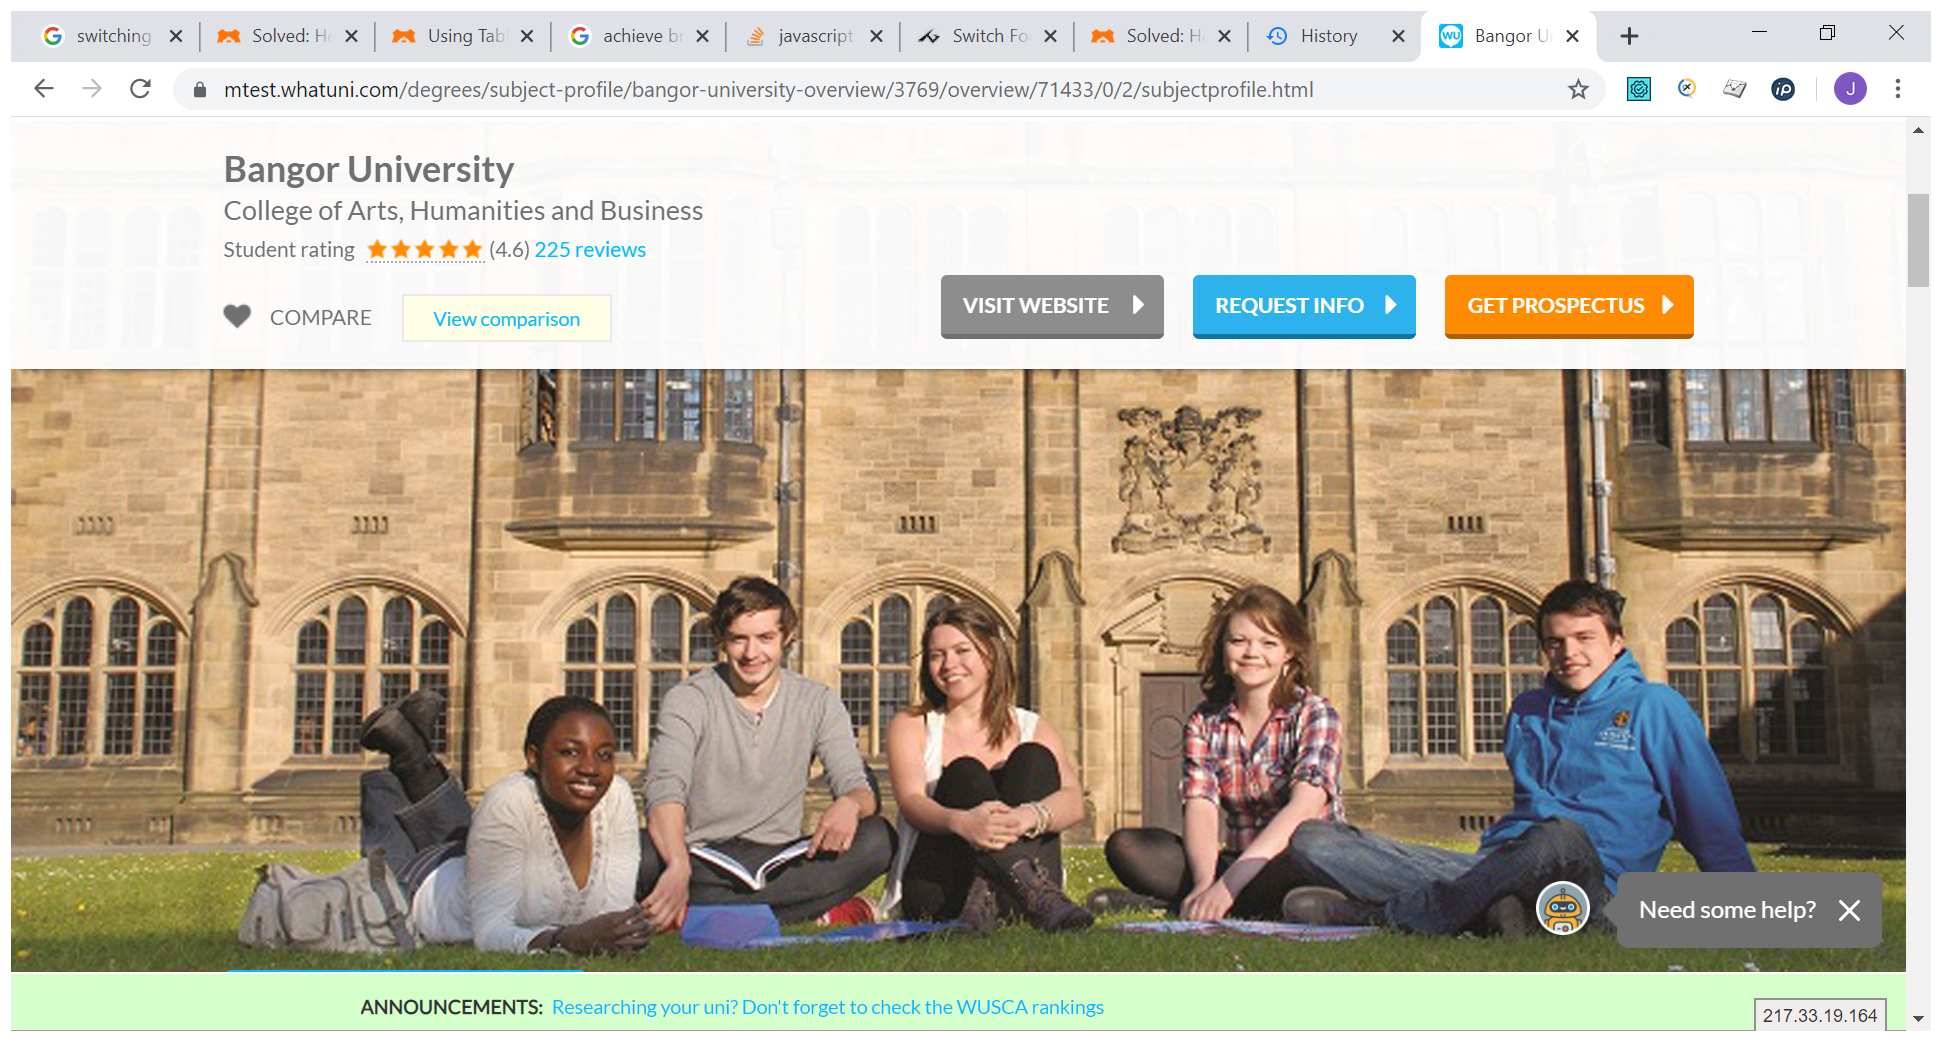 switching
Solved: H
Using Tab
achieve b
javascript
Switch Fo
Solved: H
History
Bangor U
mtest.whatuni.com/degrees/subject-profile/bangor-university-overview/3769/overview/71433/0/2/subjectprofile.html
iP
J
Bangor University
College of Arts, Humanities and Business
Student rating (4.6) 225 reviews
COMPARE View comparison
VISIT WEBSITE REQUEST INFO GET PROSPECTUS
Need some help?
ANNOUNCEMENTS: Researching your uni? Don't forget to check the WUSCA rankings
217.33.19.164